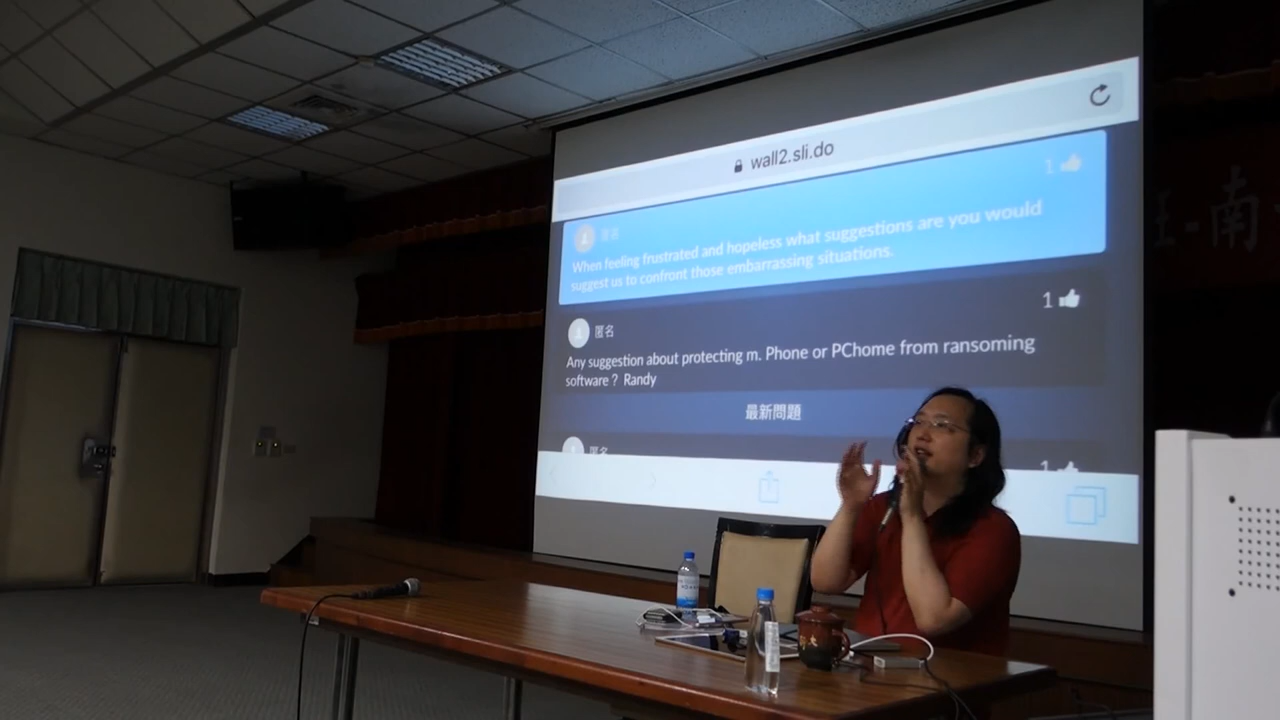 wall2.sli.do
1
匿名
When feeling frustrated and hopeless what suggestions are you would
suggest us to confront those embarrassing situations.
1
匿名
Any suggestion about protecting m. Phone or PChome from ransoming
software ? Randy
最新問題
匿名
1
南